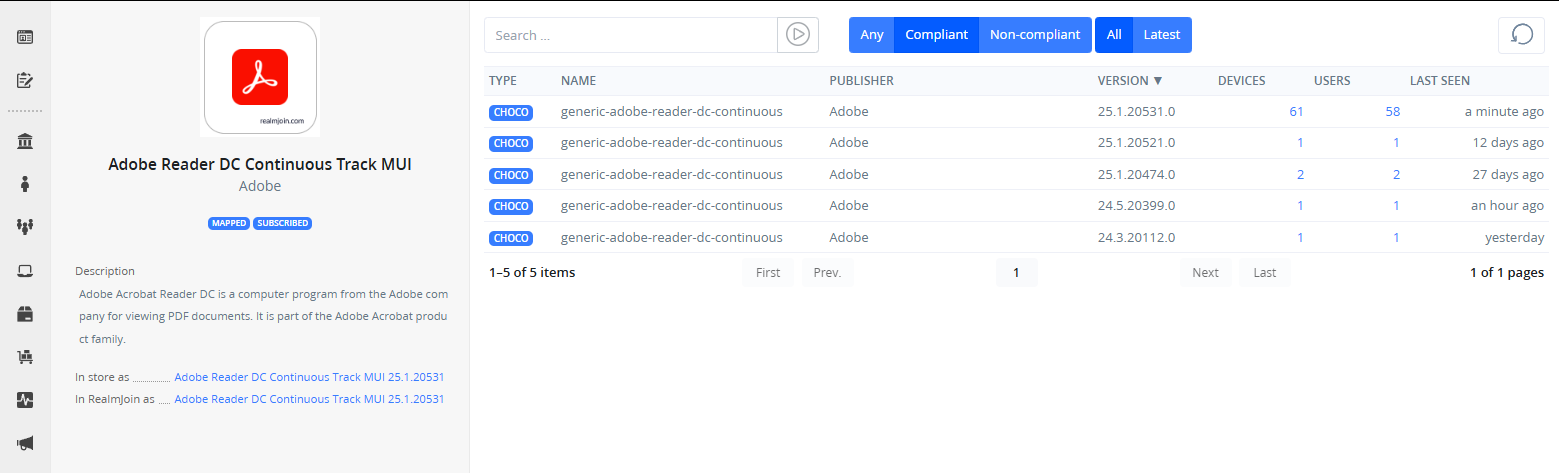 realmjoin.com
Adobe Reader DC Continuous Track MUI
Adobe
MAPPED SUBSCRIBED
Description
Adobe Acrobat Reader DC is a computer program from the Adobe com
pany for viewing PDF documents. It is part of the Adobe Acrobat produ
ct family.
In store as Adobe Reader DC Continuous Track MUI 25.1.20531
In RealmJoin as Adobe Reader DC Continuous Track MUI 25.1.20531
Search ... Any Compliant Non-compliant All Latest
TYPE NAME PUBLISHER VERSION ▼ DEVICES USERS LAST SEEN
CHOCO generic-adobe-reader-dc-continuous Adobe 25.1.20531.0 61 58 a minute ago
CHOCO generic-adobe-reader-dc-continuous Adobe 25.1.20521.0 1 1 12 days ago
CHOCO generic-adobe-reader-dc-continuous Adobe 25.1.20474.0 2 2 27 days ago
CHOCO generic-adobe-reader-dc-continuous Adobe 24.5.20399.0 1 1 an hour ago
CHOCO generic-adobe-reader-dc-continuous Adobe 24.3.20112.0 1 1 yesterday
1–5 of 5 items First Prev. 1 Next Last 1 of 1 pages